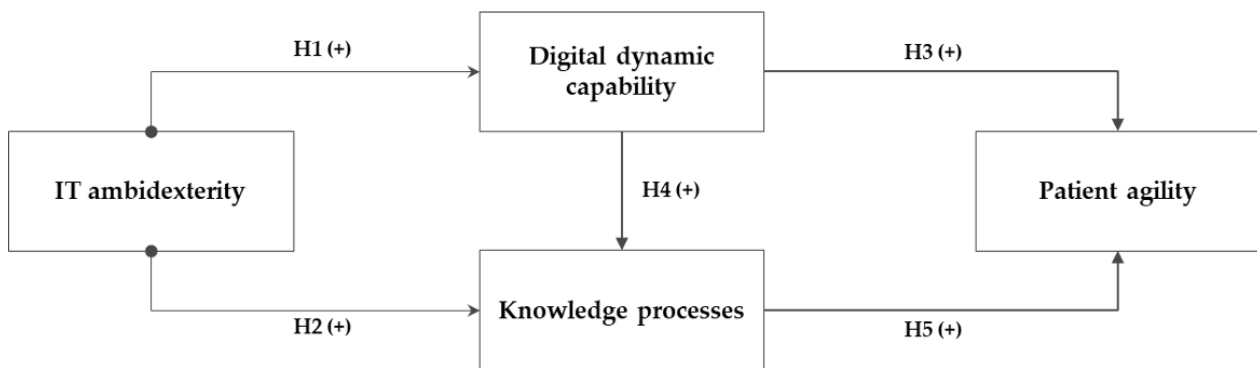 H1 (+)
Digital dynamic
capability
H3 (+)
IT ambidexterity
H4 (+)
Patient agility
H2 (+)
Knowledge processes
H5 (+)